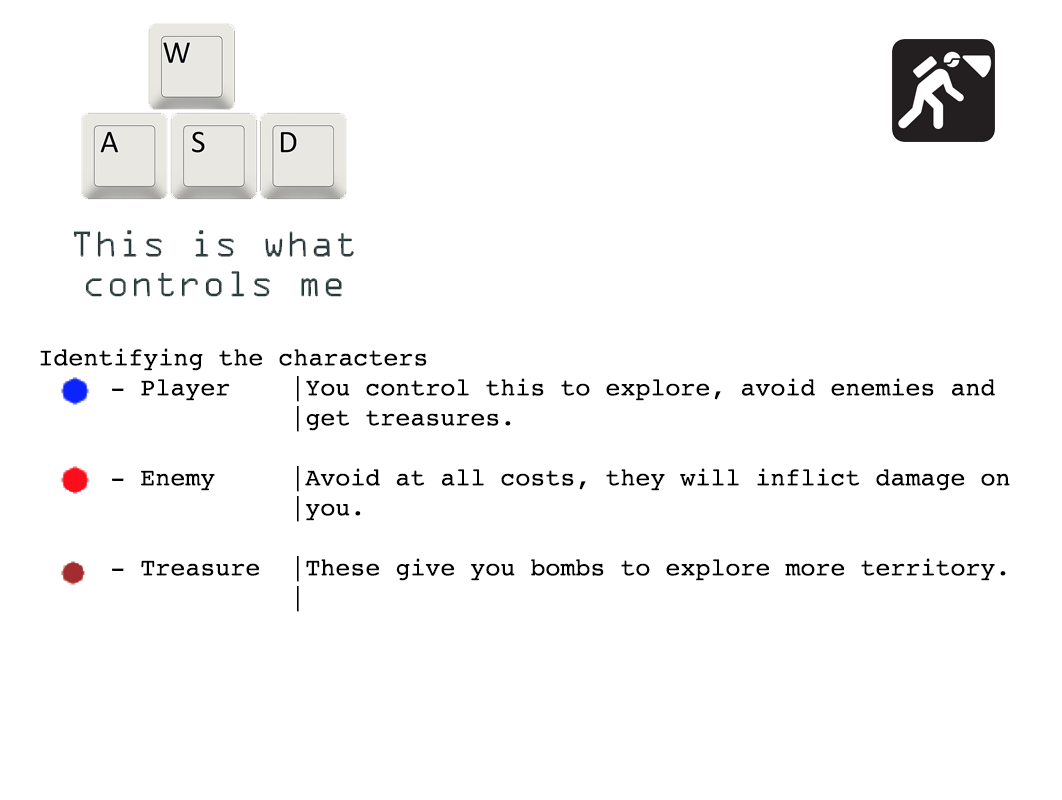 W
A S D
This is what
controls me
Identifying the characters
- Player |You control this to explore, avoid enemies and
|get treasures.
- Enemy |Avoid at all costs, they will inflict damage on
|you.
- Treasure |These give you bombs to explore more territory.
|